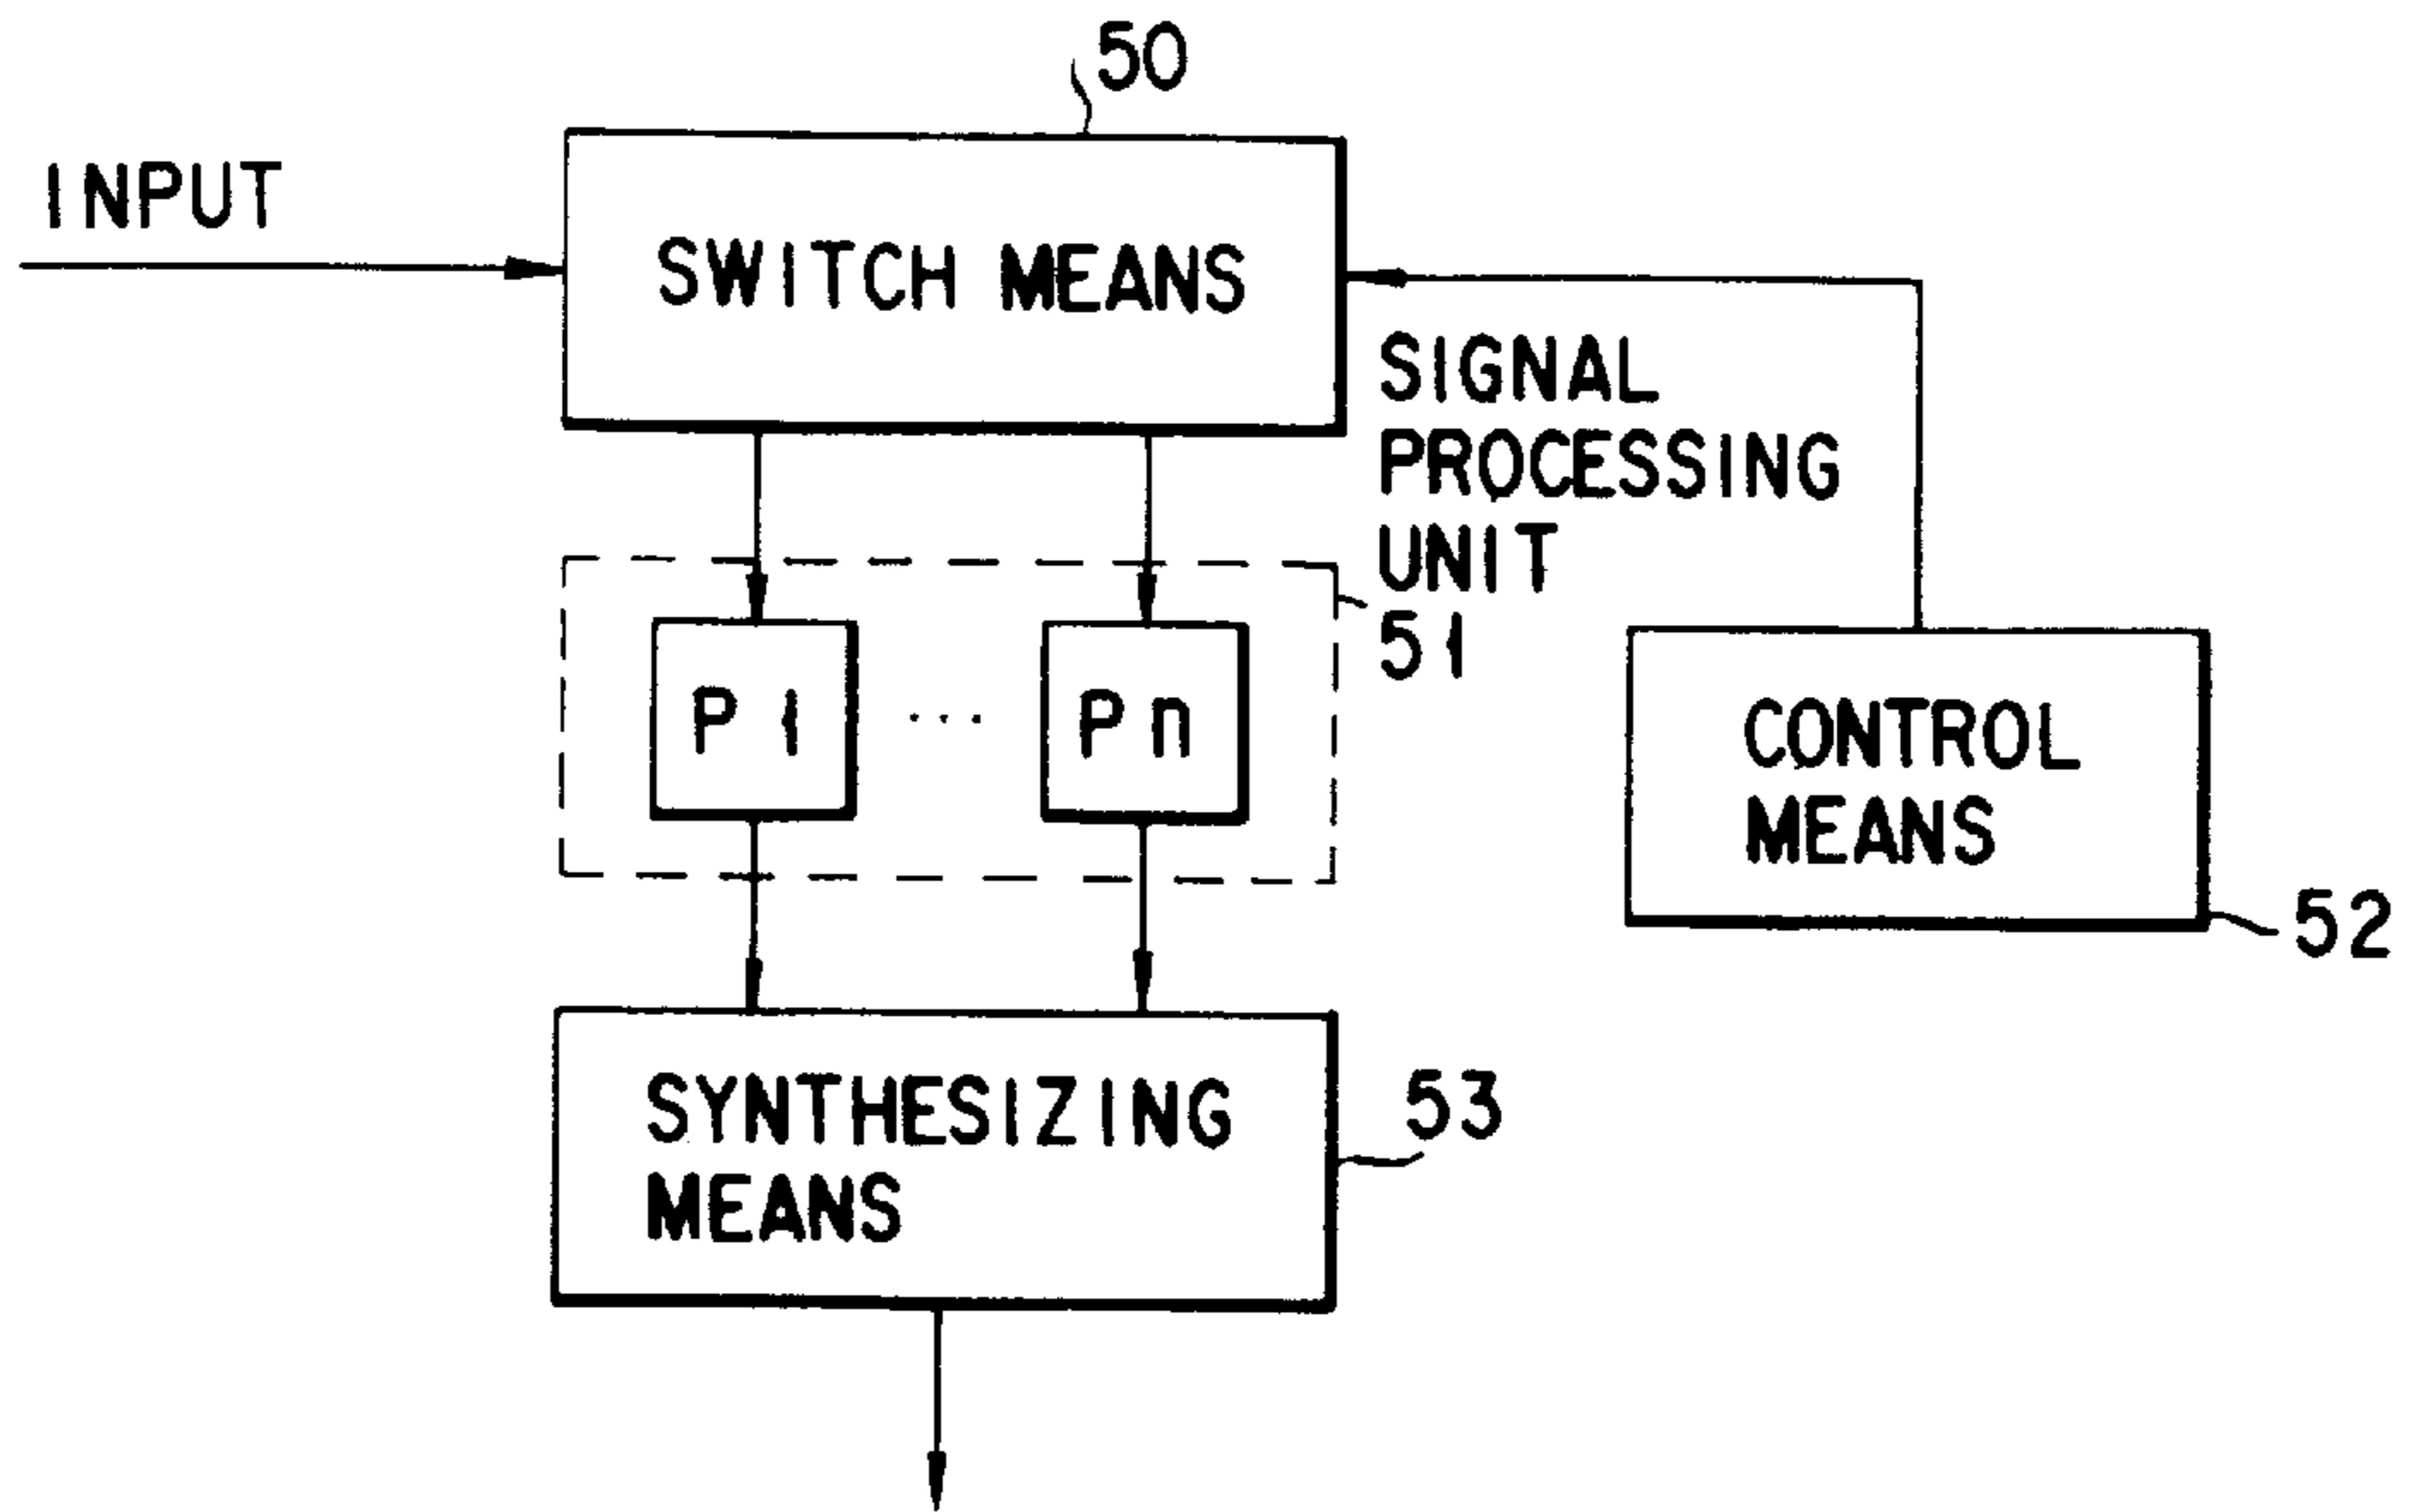 50
INPUT
SWITCH MEANS
SIGNAL
PROCESSING
UNIT
51
P1 ... Pn
CONTROL
MEANS
52
SYNTHESIZING
MEANS
53